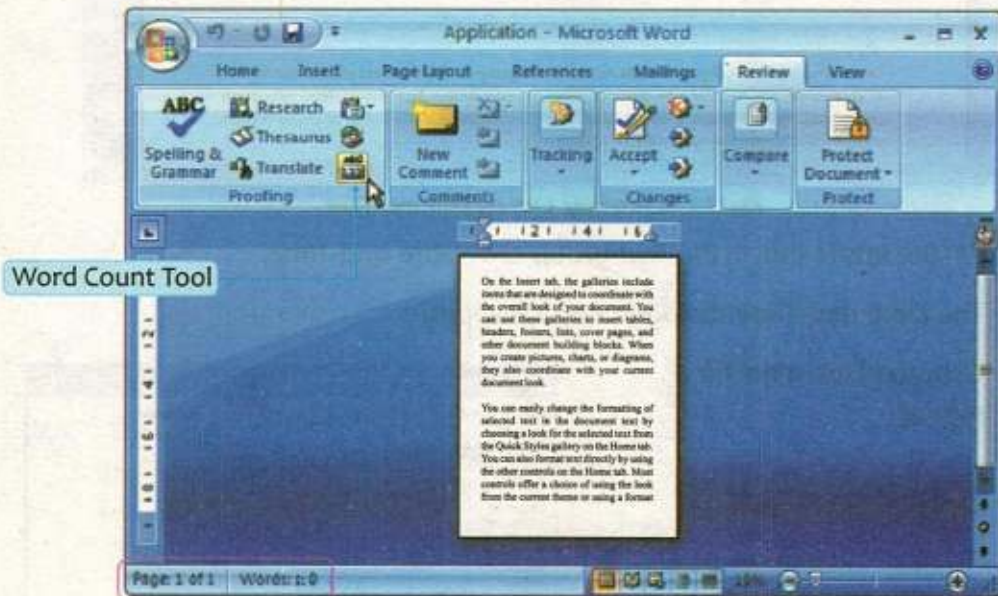 Application - Microsoft Word
Home Insert Page Layout References Mailings Review View
ABC
Spelling & Grammar
Research
Thesaurus
Translate
Proofing
New Comment
Comments
Tracking
Accept
Changes
Compare
Protect Document
Protect
Word Count Tool
On the Insert tab, the galleries include
items that are designed to coordinate with
the overall look of your document. You
can use these galleries to insert tables,
headers, footers, lists, cover pages, and
other document building blocks. When
you create pictures, charts, or diagrams,
they also coordinate with your current
document look.
You can easily change the formatting of
selected text in the document text by
choosing a look for the selected text from
the Quick Styles gallery on the Home tab.
You can also format text directly by using
the other controls on the Home tab. Most
controls offer a choice of using the look
from the current theme or using a format
Page: 1 of 1 Words: